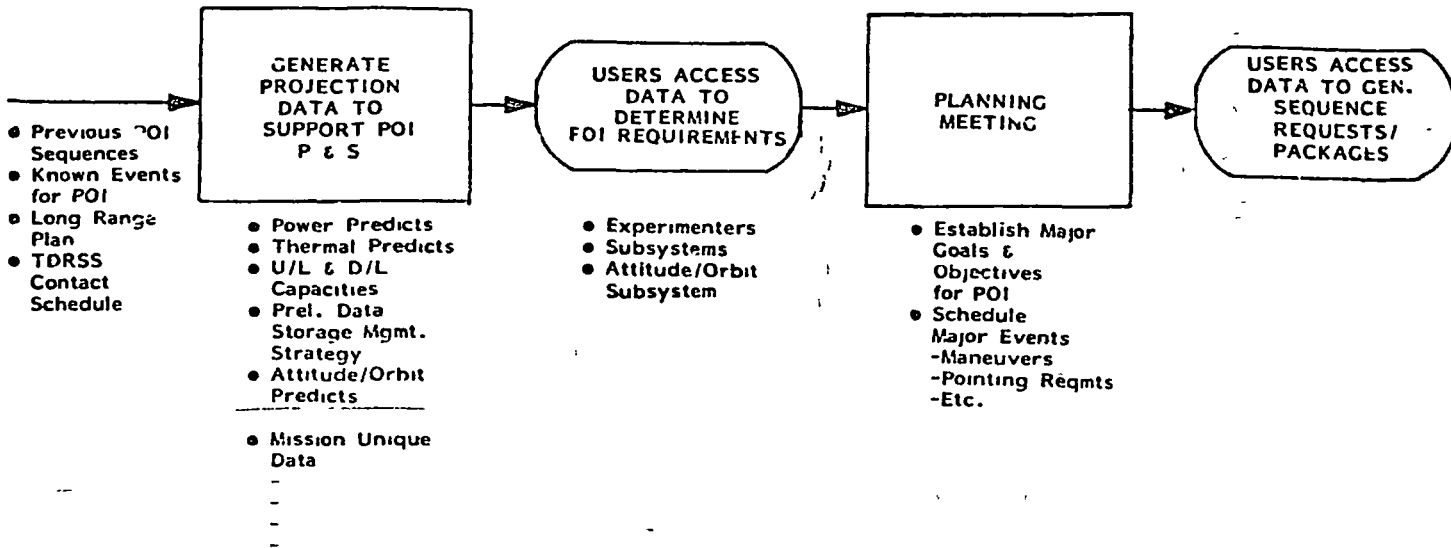 GENERATE
PROJECTION
DATA TO
SUPPORT POI
P & S
USERS ACCESS
DATA TO
DETERMINE
FOI REQUIREMENTS
PLANNING
MEETING
USERS ACCESS
DATA TO GEN.
SEQUENCE
REQUESTS/
PACKAGES
• Previous POI
Sequences
• Known Events
for POI
• Long Range
Plan
• TDRSS
Contact
Schedule
• Power Predicts
• Thermal Predicts
• U/L & D/L
Capacities
• Prel. Data
Storage Mgmt.
Strategy
• Attitude/Orbit
Predicts
• Mission Unique
Data
-
-
-
-
• Experimenters
• Subsystems
• Attitude/Orbit
Subsystem
• Establish Major
Goals &
Objectives
for POI
• Schedule
Major Events
-Maneuvers
-Pointing Reqmts
-Etc.